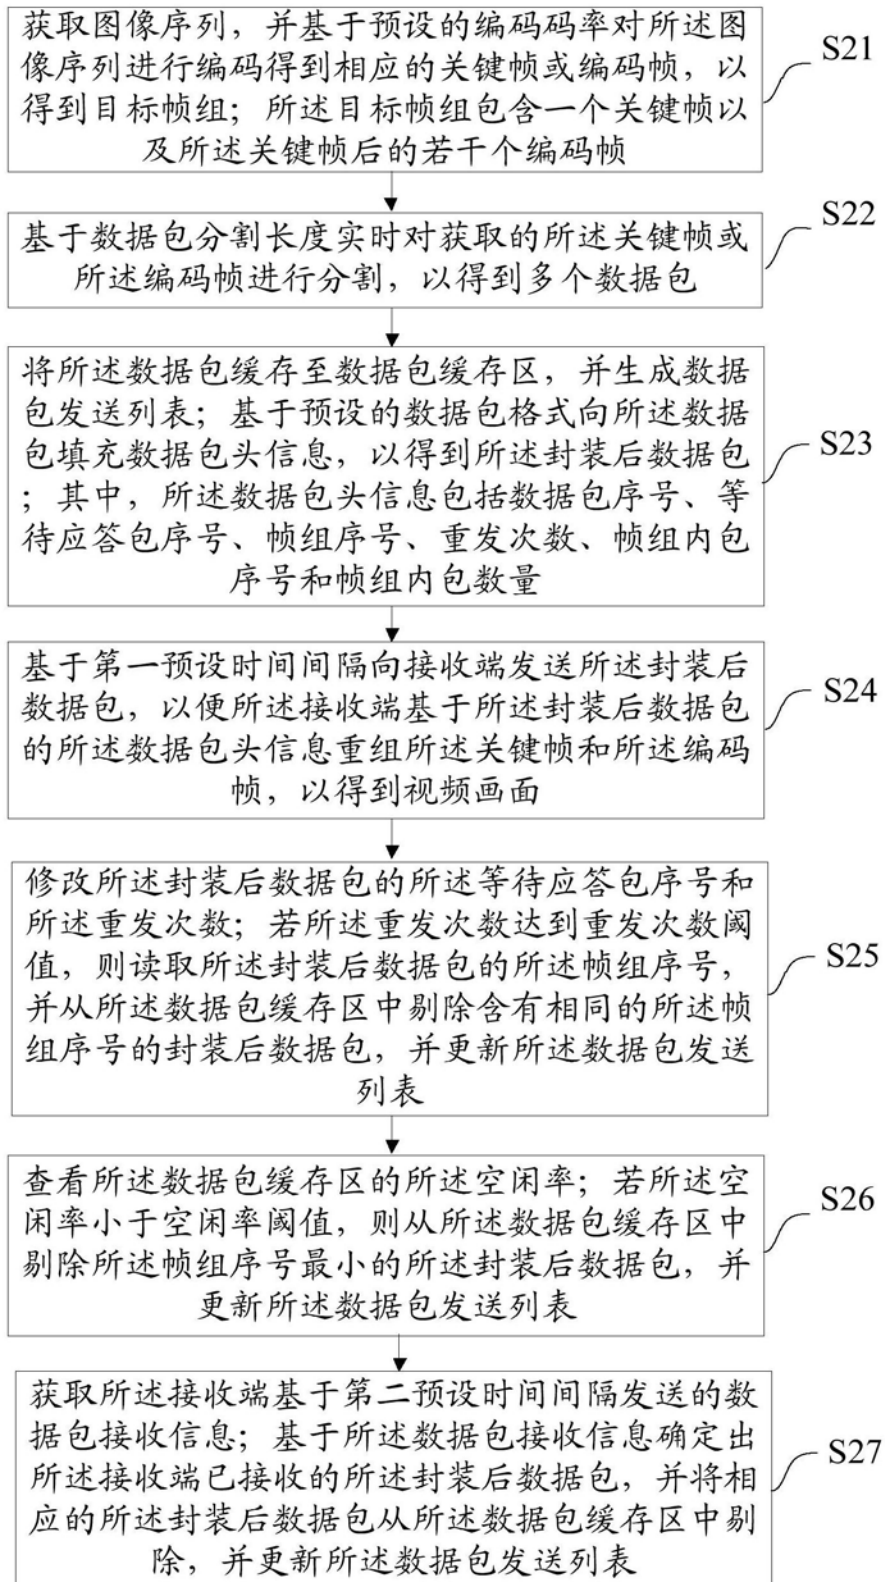 获取图像序列，并基于预设的编码码率对所述图
像序列进行编码得到相应的关键帧或编码帧，以
得到目标帧组；所述目标帧组包含一个关键帧以
及所述关键帧后的若干个编码帧
S21
基于数据包分割长度实时对获取的所述关键帧或
所述编码帧进行分割，以得到多个数据包
S22
将所述数据包缓存至数据包缓存区，并生成数据
包发送列表；基于预设的数据包格式向所述数据
包填充数据包头信息，以得到所述封装后数据包
；其中，所述数据包头信息包括数据包序号、等
待应答包序号、帧组序号、重发次数、帧组内包
序号和帧组内包数量
S23
基于第一预设时间间隔向接收端发送所述封装后
数据包，以便所述接收端基于所述封装后数据包
的所述数据包头信息重组所述关键帧和所述编码
帧，以得到视频画面
S24
修改所述封装后数据包的所述等待应答包序号和
所述重发次数；若所述重发次数达到重发次数阈
值，则读取所述封装后数据包的所述帧组序号，
并从所述数据包缓存区中剔除含有相同的所述帧
组序号的封装后数据包，并更新所述数据包发送
列表
S25
查看所述数据包缓存区的所述空闲率；若所述空
闲率小于空闲率阈值，则从所述数据包缓存区中
剔除所述帧组序号最小的所述封装后数据包，并
更新所述数据包发送列表
S26
获取所述接收端基于第二预设时间间隔发送的数
据包接收信息；基于所述数据包接收信息确定出
所述接收端已接收的所述封装后数据包，并将相
应的所述封装后数据包从所述数据包缓存区中剔
除，并更新所述数据包发送列表
S27